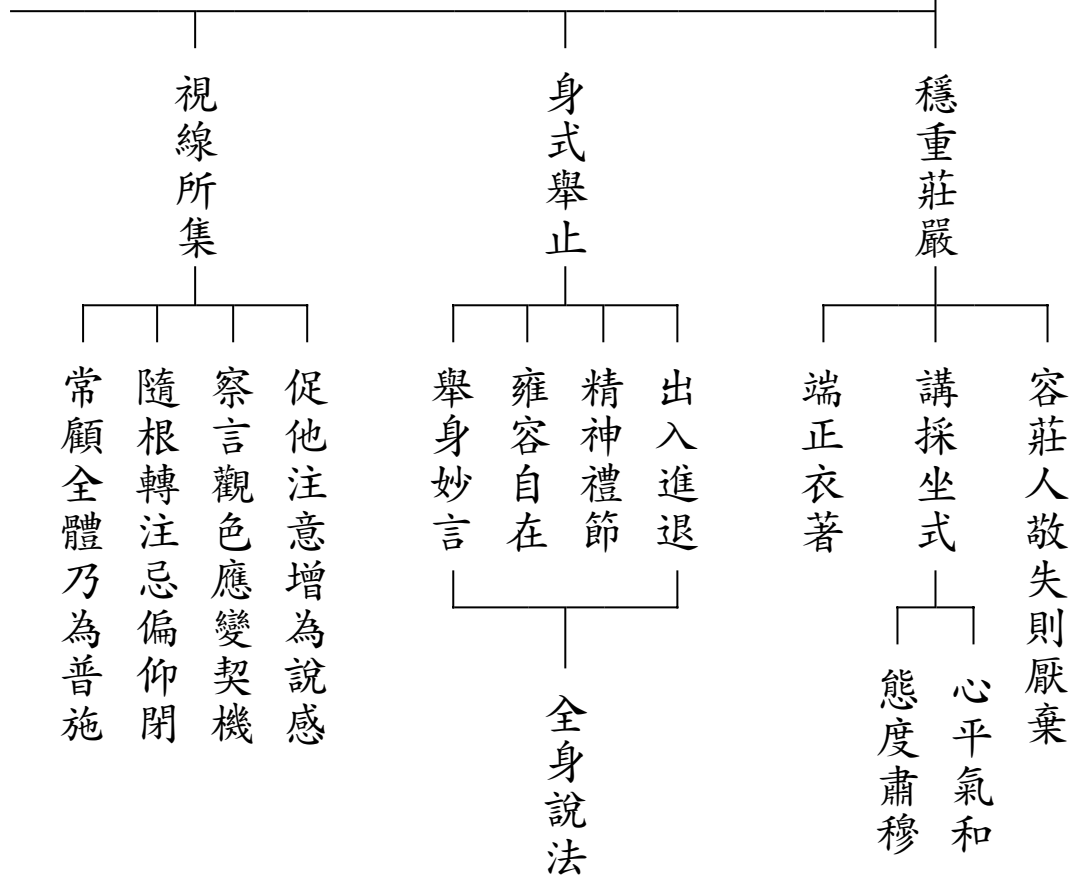 穩重莊嚴
容莊人敬失則厭棄
講採坐式
心平氣和
態度肅穆
端正衣著
身式舉止
出入進退
精神禮節
雍容自在
舉身妙言
全身說法
視線所集
促他注意增為說感
察言觀色應變契機
隨根轉注忌偏仰閉
常顧全體乃為普施